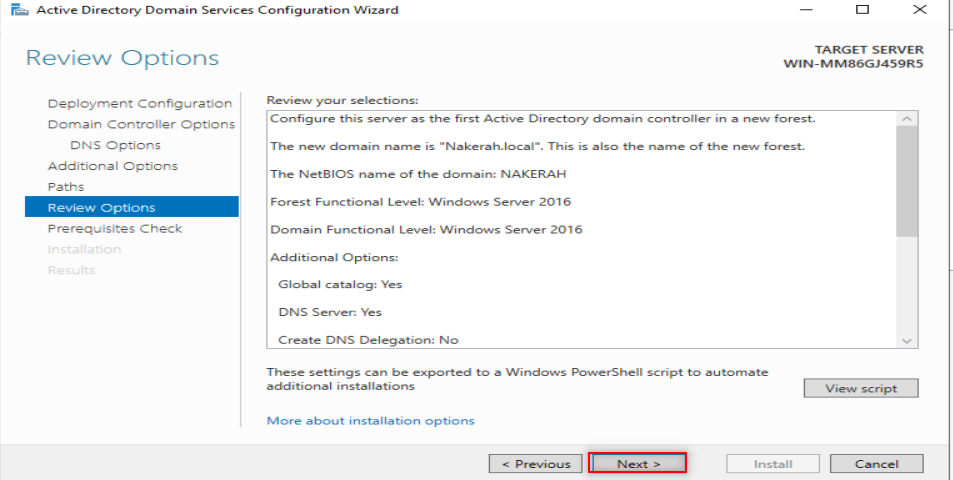 Active Directory Domain Services Configuration Wizard
Review Options
TARGET SERVER
WIN-MM86GJ459R5
Deployment Configuration
Domain Controller Options
DNS Options
Additional Options
Paths
Review Options
Prerequisites Check
Installation
Results
Review your selections:
Configure this server as the first Active Directory domain controller in a new forest.
The new domain name is "Nakerah.local". This is also the name of the new forest.
The NetBIOS name of the domain: NAKERAH
Forest Functional Level: Windows Server 2016
Domain Functional Level: Windows Server 2016
Additional Options:
Global catalog: Yes
DNS Server: Yes
Create DNS Delegation: No
These settings can be exported to a Windows PowerShell script to automate
additional installations
View script
More about installation options
< Previous
Next >
Install
Cancel